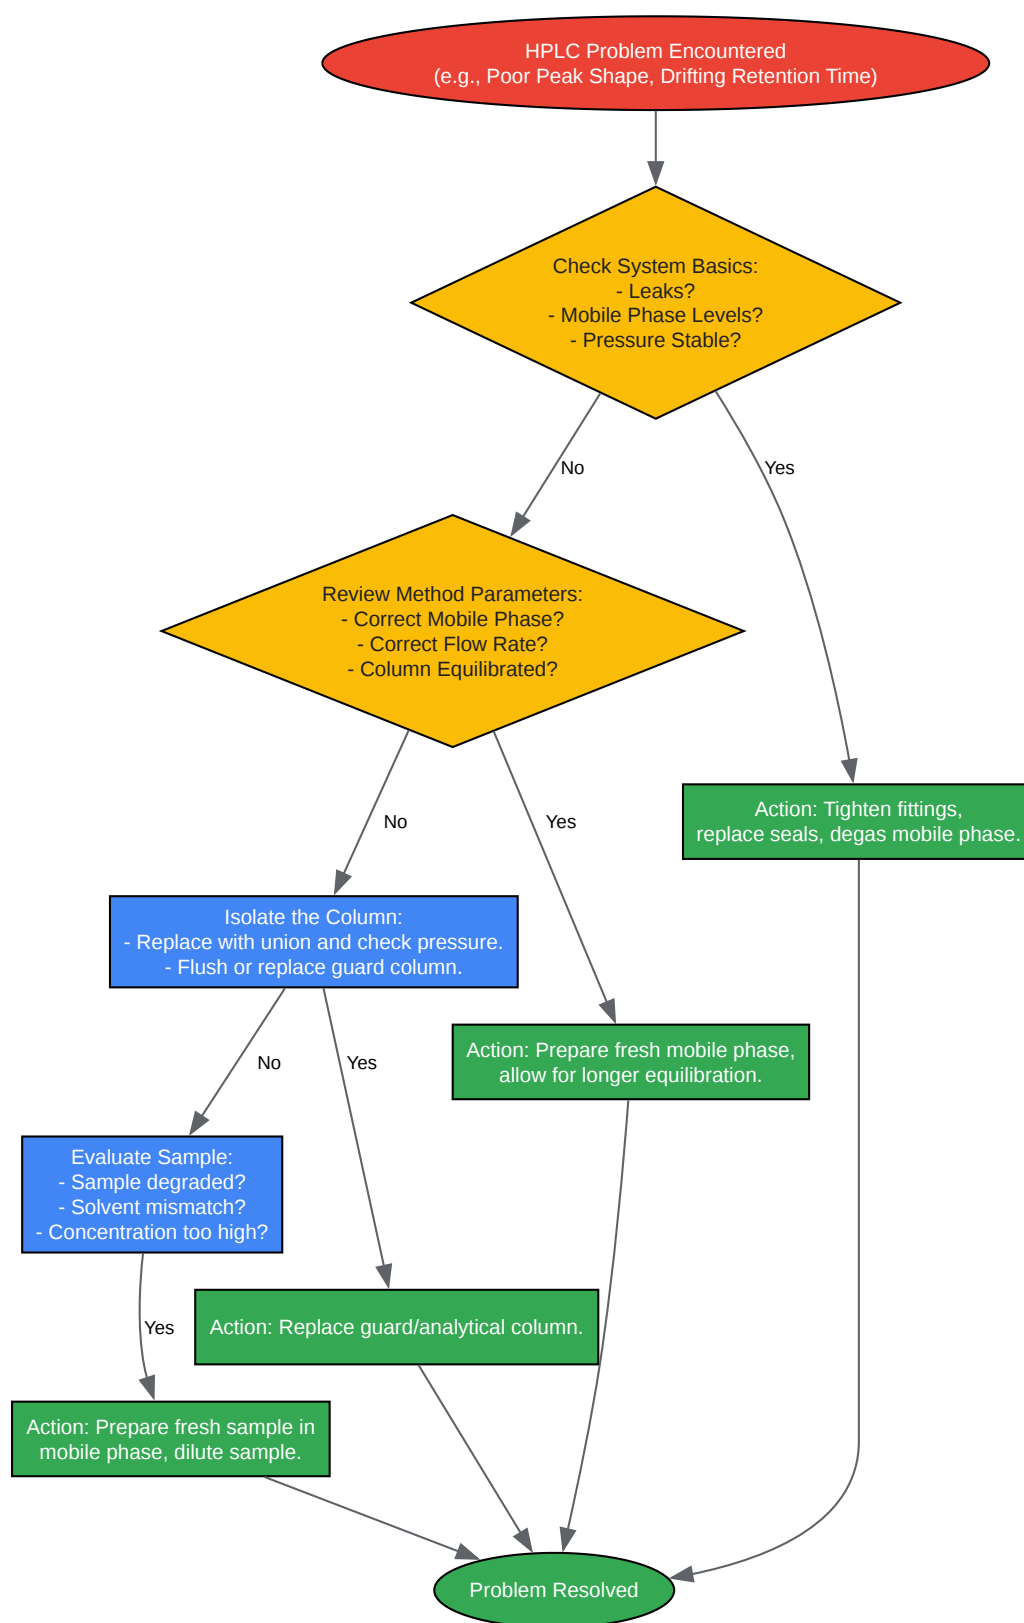 HPLC Problem Encountered
(e.g., Poor Peak Shape, Drifting Retention Time)
Check System Basics:
- Leaks?
- Mobile Phase Levels?
- Pressure Stable?
No
Yes
Review Method Parameters:
- Correct Mobile Phase?
- Correct Flow Rate?
- Column Equilibrated?
No
Yes
Action: Tighten fittings,
replace seals, degas mobile phase.
Isolate the Column:
- Replace with union and check pressure.
- Flush or replace guard column.
No
Yes
Action: Prepare fresh mobile phase,
allow for longer equilibration.
Evaluate Sample:
- Sample degraded?
- Solvent mismatch?
- Concentration too high?
Yes
Action: Replace guard/analytical column.
Action: Prepare fresh sample in
mobile phase, dilute sample.
Problem Resolved